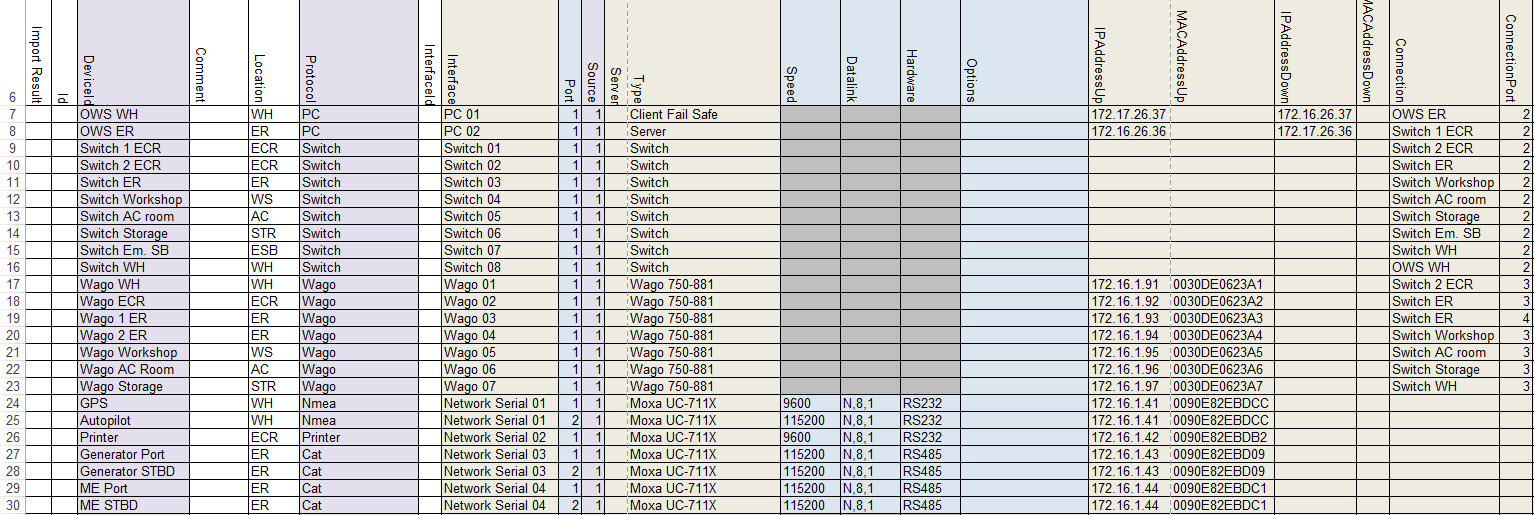 6 Import Result Id DeviceId Comment Location Protocol InterfaceId Interface Port Source Server Type Speed Datalink Hardware Options IPAddressUp MACAddressUp IPAddressDown MACAddressDown Connection ConnectionPort
7 OWS WH WH PC PC 01 1 1 Client Fail Safe 172.17.26.37 172.16.26.37 OWS ER 2
8 OWS ER ER PC PC 02 1 1 Server 172.16.26.36 172.17.26.36 Switch 1 ECR 2
9 Switch 1 ECR ECR Switch Switch 01 1 1 Switch Switch 2 ECR 2
10 Switch 2 ECR ECR Switch Switch 02 1 1 Switch Switch ER 2
11 Switch ER ER Switch Switch 03 1 1 Switch Switch Workshop 2
12 Switch Workshop WS Switch Switch 04 1 1 Switch Switch AC room 2
13 Switch AC room AC Switch Switch 05 1 1 Switch Switch Storage 2
14 Switch Storage STR Switch Switch 06 1 1 Switch Switch Em. SB 2
15 Switch Em. SB ESB Switch Switch 07 1 1 Switch Switch WH 2
16 Switch WH WH Switch Switch 08 1 1 Switch OWS WH 2
17 Wago WH WH Wago Wago 01 1 1 Wago 750-881 172.16.1.91 0030DE0623A1 Switch 2 ECR 3
18 Wago ECR ECR Wago Wago 02 1 1 Wago 750-881 172.16.1.92 0030DE0623A2 Switch ER 3
19 Wago 1 ER ER Wago Wago 03 1 1 Wago 750-881 172.16.1.93 0030DE0623A3 Switch ER 4
20 Wago 2 ER ER Wago Wago 04 1 1 Wago 750-881 172.16.1.94 0030DE0623A4 Switch Workshop 3
21 Wago Workshop WS Wago Wago 05 1 1 Wago 750-881 172.16.1.95 0030DE0623A5 Switch AC room 3
22 Wago AC Room AC Wago Wago 06 1 1 Wago 750-881 172.16.1.96 0030DE0623A6 Switch Storage 3
23 Wago Storage STR Wago Wago 07 1 1 Wago 750-881 172.16.1.97 0030DE0623A7 Switch WH 3
24 GPS WH Nmea Network Serial 01 1 1 Moxa UC-711X 9600 N,8,1 RS232 172.16.1.41 0090E82EBDCC
25 Autopilot WH Nmea Network Serial 01 2 1 Moxa UC-711X 115200 N,8,1 RS232 172.16.1.41 0090E82EBDCC
26 Printer ECR Printer Network Serial 02 1 1 Moxa UC-711X 9600 N,8,1 RS232 172.16.1.42 0090E82EBDB2
27 Generator Port ER Cat Network Serial 03 1 1 Moxa UC-711X 115200 N,8,1 RS485 172.16.1.43 0090E82EBD09
28 Generator STBD ER Cat Network Serial 03 2 1 Moxa UC-711X 115200 N,8,1 RS485 172.16.1.43 0090E82EBD09
29 ME Port ER Cat Network Serial 04 1 1 Moxa UC-711X 115200 N,8,1 RS485 172.16.1.44 0090E82EBDC1
30 ME STBD ER Cat Network Serial 04 2 1 Moxa UC-711X 115200 N,8,1 RS485 172.16.1.44 0090E82EBDC1